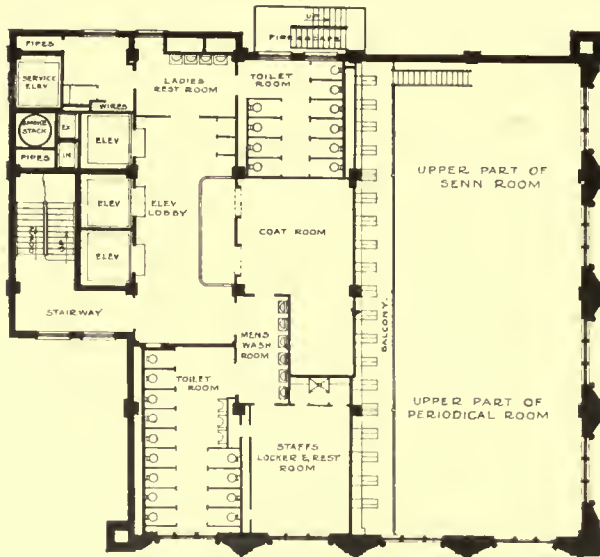 UP
FIRE ESCAPE
PIPES
SERVICE
ELEV
WIRES
LADIES
REST ROOM
TOILET
ROOM
SMOKE
STACK
EX
IN
PIPES
ELEV
ELEV
ELEV
ELEV
LOBBY
DOWN
UP
STAIRWAY
COAT ROOM
MENS
WASH
ROOM
TOILET
ROOM
STAFFS
LOCKER & REST
ROOM
BALCONY.
UPPER PART OF
SENN ROOM
UPPER PART OF
PERIODICAL ROOM